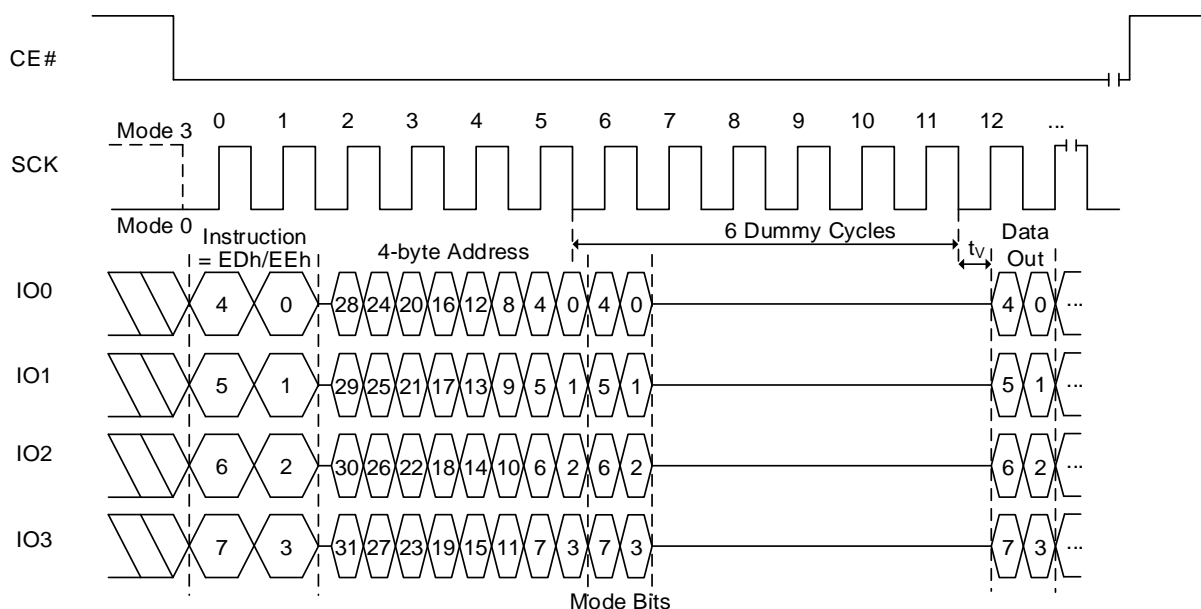 CE#
0 1 2 3 4 5 6 7 8 9 10 11 12 ...
Mode 3
SCK
Mode 0
Instruction
= EDh/EEh
4-byte Address
6 Dummy Cycles
tV
Data
Out
IO0
4 0 28 24 20 16 12 8 4 0 4 0 4 0 ...
IO1
5 1 29 25 21 17 13 9 5 1 5 1 5 1 ...
IO2
6 2 30 26 22 18 14 10 6 2 6 2 6 2 ...
IO3
7 3 31 27 23 19 15 11 7 3 7 3 7 3 ...
Mode Bits